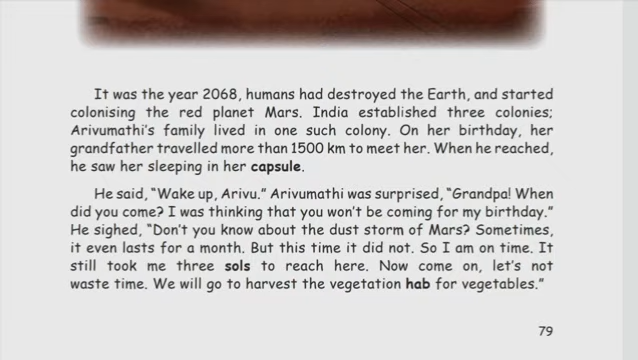 It was the year 2068, humans had destroyed the Earth, and started
colonising the red planet Mars. India established three colonies;
Arivumathi's family lived in one such colony. On her birthday, her
grandfather travelled more than 1500 km to meet her. When he reached,
he saw her sleeping in her capsule.
He said, “Wake up, Arivu.” Arivumathi was surprised, “Grandpa! When
did you come? I was thinking that you won't be coming for my birthday.”
He sighed, “Don't you know about the dust storm of Mars? Sometimes,
it even lasts for a month. But this time it did not. So I am on time. It
still took me three sols to reach here. Now come on, let's not
waste time. We will go to harvest the vegetation hab for vegetables.”
79